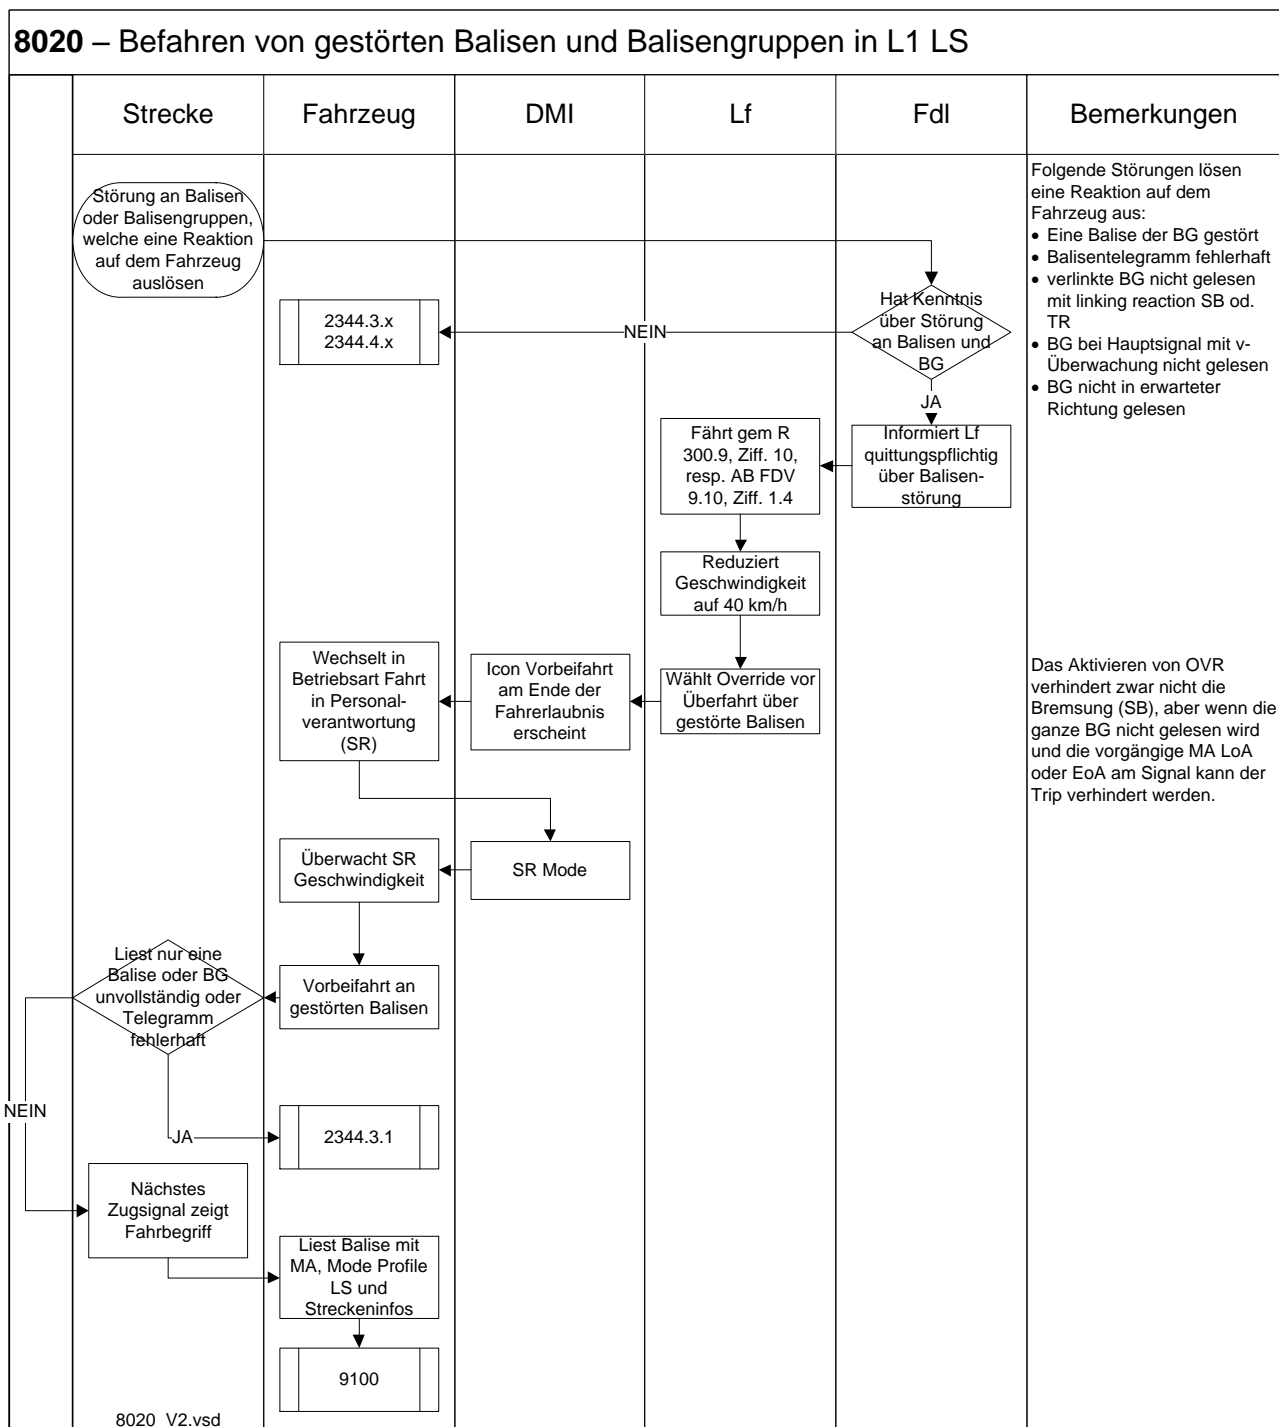 8020 – Befahren von gestörten Balisen und Balisengruppen in L1 LS
Strecke
Fahrzeug
DMI
Lf
Fdl
Bemerkungen
Störung an Balisen
oder Balisengruppen,
welche eine Reaktion
auf dem Fahrzeug
auslösen
Folgende Störungen lösen
eine Reaktion auf dem
Fahrzeug aus:
• Eine Balise der BG gestört
• Balisentelegramm fehlerhaft
• verlinkte BG nicht gelesen
mit linking reaction SB od.
TR
• BG bei Hauptsignal mit v-
Überwachung nicht gelesen
• BG nicht in erwarteter
Richtung gelesen
Hat Kenntnis
über Störung
an Balisen und
BG
NEIN
2344.3.x
2344.4.x
JA
Informiert Lf
quittungspflichtig
über Balisen-
störung
Fährt gem R
300.9, Ziff. 10,
resp. AB FDV
9.10, Ziff. 1.4
Reduziert
Geschwindigkeit
auf 40 km/h
Wählt Override vor
Überfahrt über
gestörte Balisen
Icon Vorbeifahrt
am Ende der
Fahrerlaubnis
erscheint
Wechselt in
Betriebsart Fahrt
in Personal-
verantwortung
(SR)
Das Aktivieren von OVR
verhindert zwar nicht die
Bremsung (SB), aber wenn die
ganze BG nicht gelesen wird
und die vorgängige MA LoA
oder EoA am Signal kann der
Trip verhindert werden.
SR Mode
Überwacht SR
Geschwindigkeit
Vorbeifahrt an
gestörten Balisen
Liest nur eine
Balise oder BG
unvollständig oder
Telegramm
fehlerhaft
NEIN
JA
2344.3.1
Nächstes
Zugsignal zeigt
Fahrbegriff
Liest Balise mit
MA, Mode Profile
LS und
Streckeninfos
9100
8020_V2.vsd